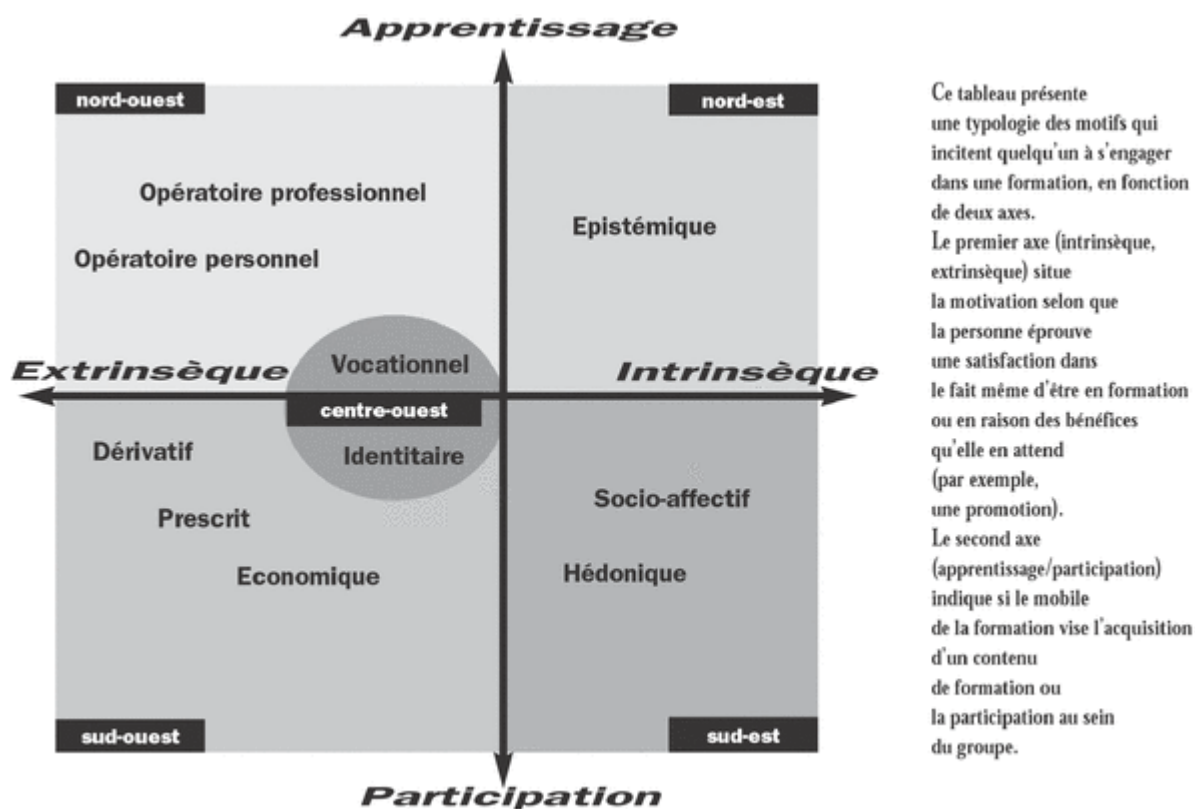 Apprentissage
nord-ouest
nord-est
Opératoire professionnel
Epistémique
Opératoire personnel
Vocationnel
Extrinsèque
Intrinsèque
centre-ouest
Dérivatif
Identitaire
Socio-affectif
Prescrit
Economique
Hédonique
sud-ouest
sud-est
Participation
Ce tableau présente
une typologie des motifs qui
incitent quelqu'un à s'engager
dans une formation, en fonction
de deux axes.
Le premier axe (intrinsèque,
extrinsèque) situe
la motivation selon que
la personne éprouve
une satisfaction dans
le fait même d'être en formation
ou en raison des bénéfices
qu'elle en attend
(par exemple,
une promotion).
Le second axe
(apprentissage/participation)
indique si le mobile
de la formation vise l'acquisition
d'un contenu
de formation ou
la participation au sein
du groupe.